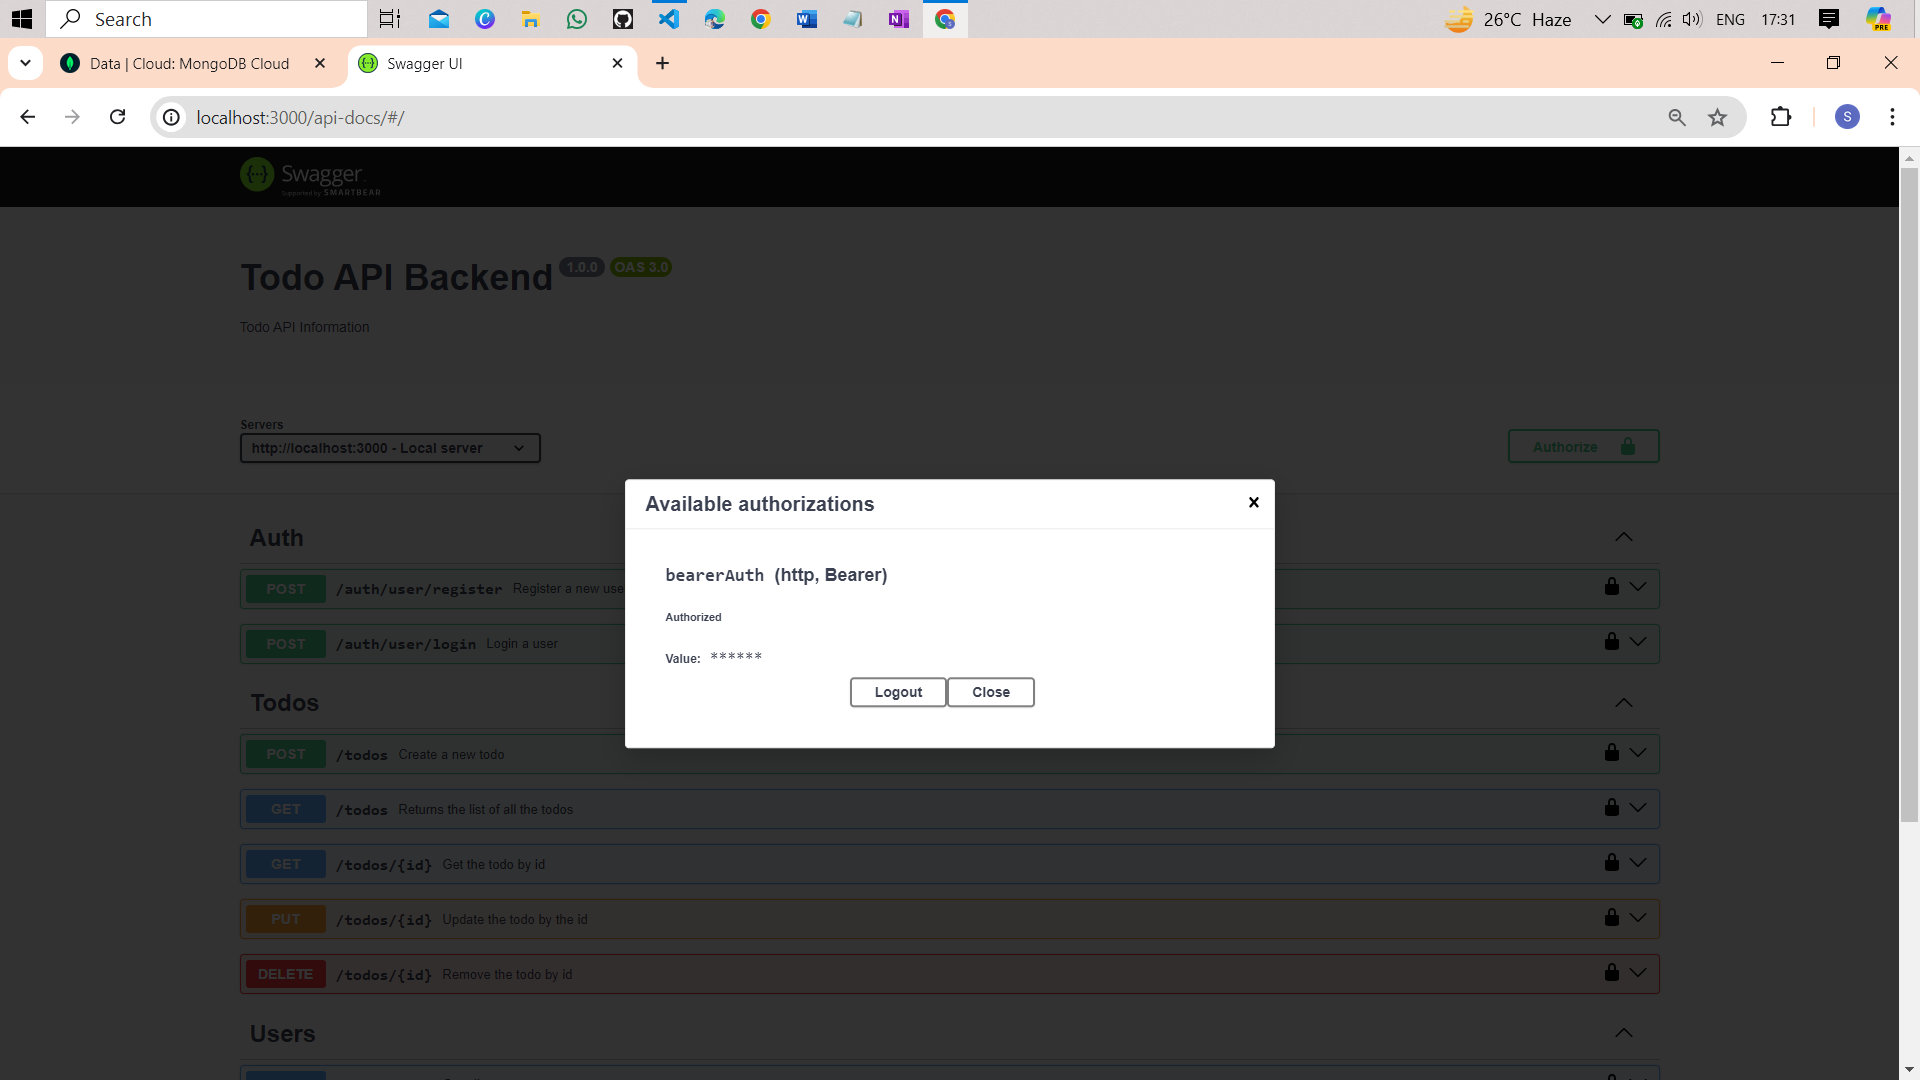 Search
26°C Haze
ENG
17:31
PRE
Data | Cloud: MongoDB Cloud
Swagger UI
localhost:3000/api-docs/#/
S
Swagger.
Supported by SMARTBEAR
Todo API Backend 1.0.0 OAS 3.0
Todo API Information
Servers
http://localhost:3000 - Local server
Authorize
Available authorizations
bearerAuth (http, Bearer)
Authorized
Value: ******
Logout
Close
Auth
POST /auth/user/register Register a new use
POST /auth/user/login Login a user
Todos
POST /todos Create a new todo
GET /todos Returns the list of all the todos
GET /todos/{id} Get the todo by id
PUT /todos/{id} Update the todo by the id
DELETE /todos/{id} Remove the todo by id
Users